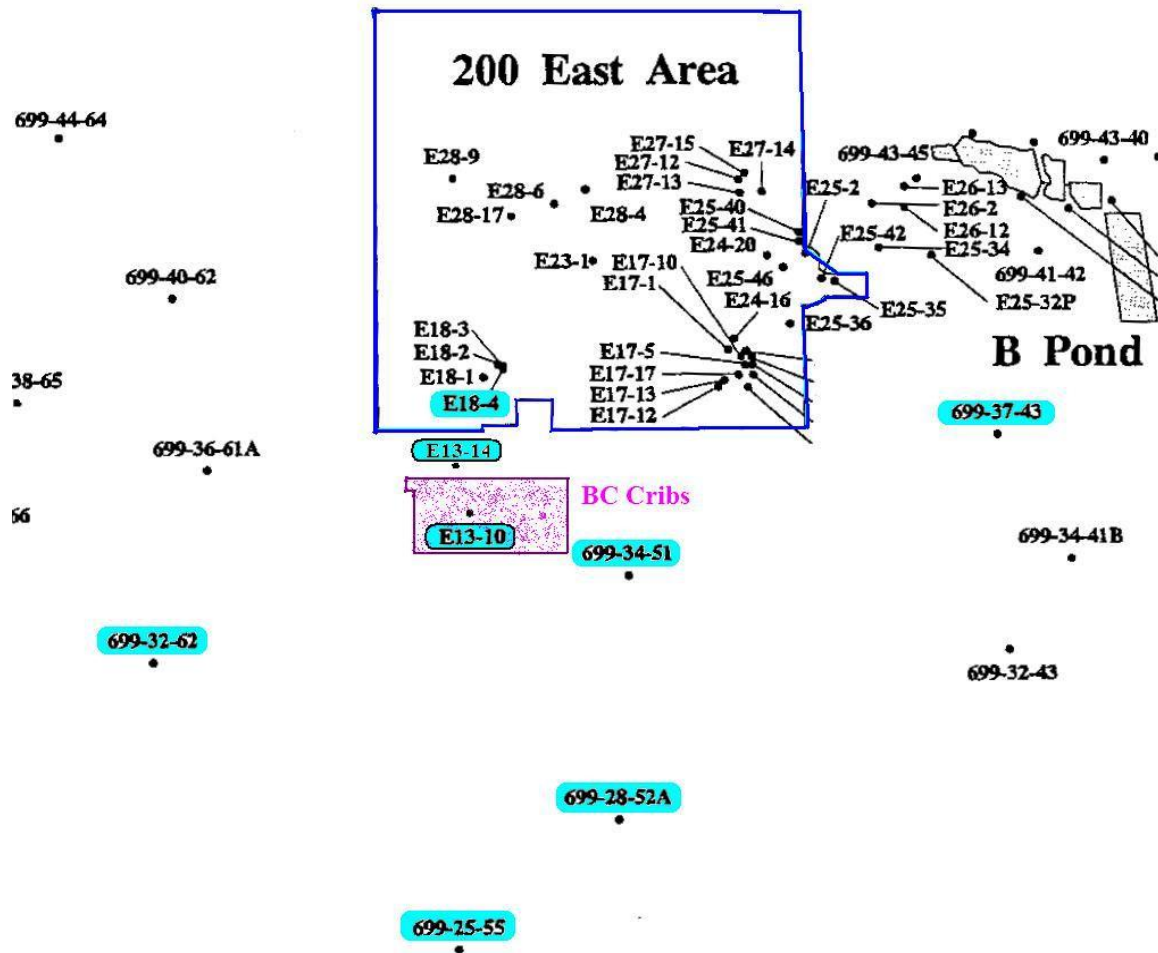 200 East Area
699-44-64
E27-15
E27-14
699-43-40
E28-9
E27-12
699-43-45
E28-6
E27-13
E25-2
E26-13
E28-17
E28-4
E25-40
E26-2
E25-41
E26-12
E24-20
E25-42
E25-34
E23-1
E17-10
699-41-42
699-40-62
E17-1
E25-46
E24-16
E25-35
E25-32P
E18-3
E25-36
E18-2
E17-5
B Pond
38-65
E18-1
E17-17
E18-4
E17-13
699-37-43
E17-12
699-36-61A
E13-14
BC Cribs
66
E13-10
699-34-51
699-34-41B
699-32-62
699-32-43
699-28-52A
699-25-55